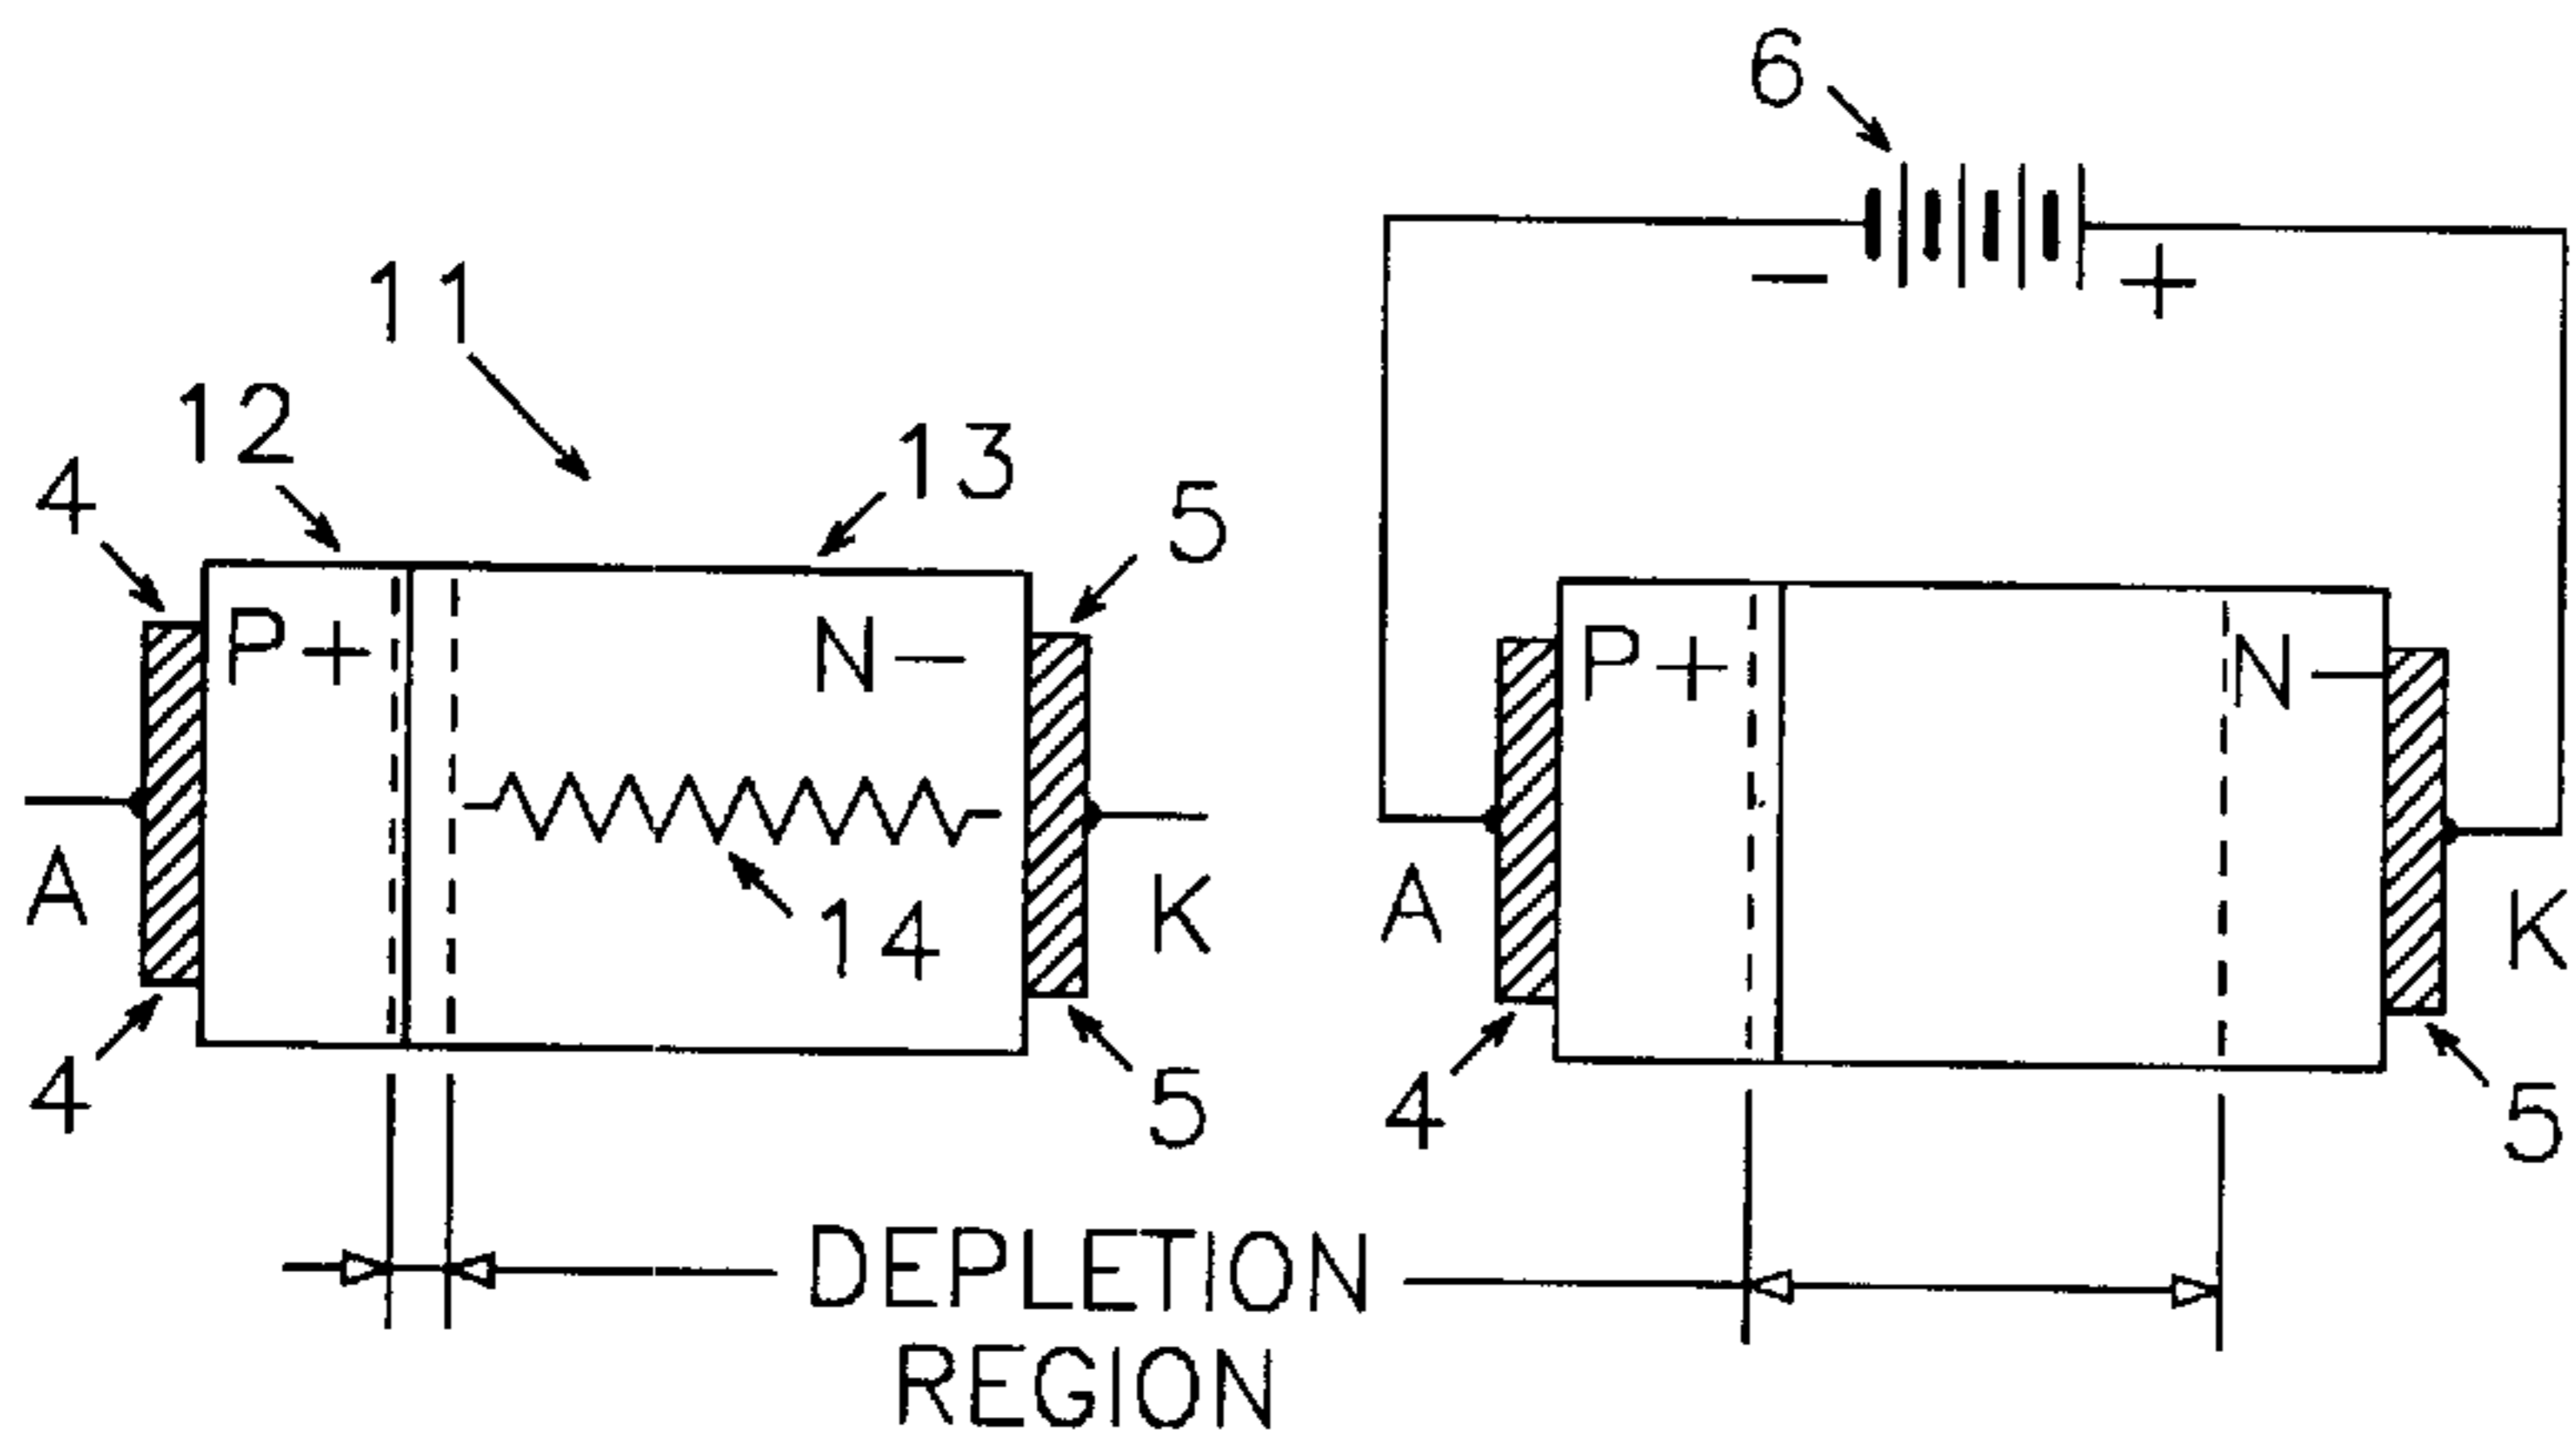 6
− +
11
12
13
4
5
P+ N− P+ N−
14
A K A K
4 5 4 5
DEPLETION
REGION